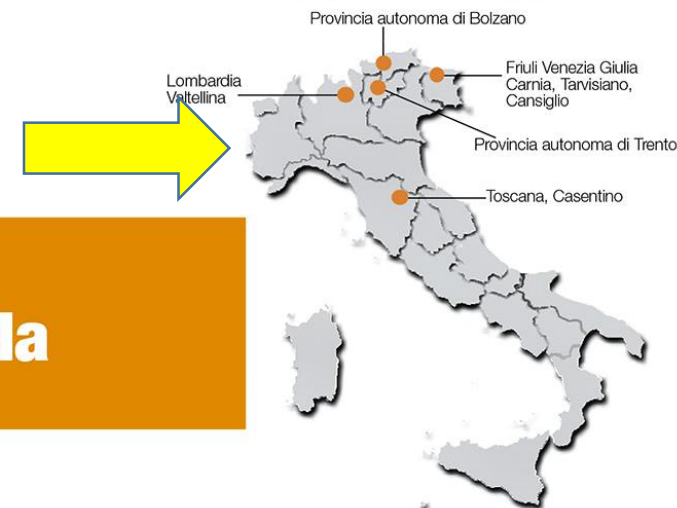 Provincia autonoma di Bolzano
Lombardia
Valtellina
Friuli Venezia Giulia
Carnia, Tarvisiano,
Cansiglio
Provincia autonoma di Trento
Toscana, Casentino
la